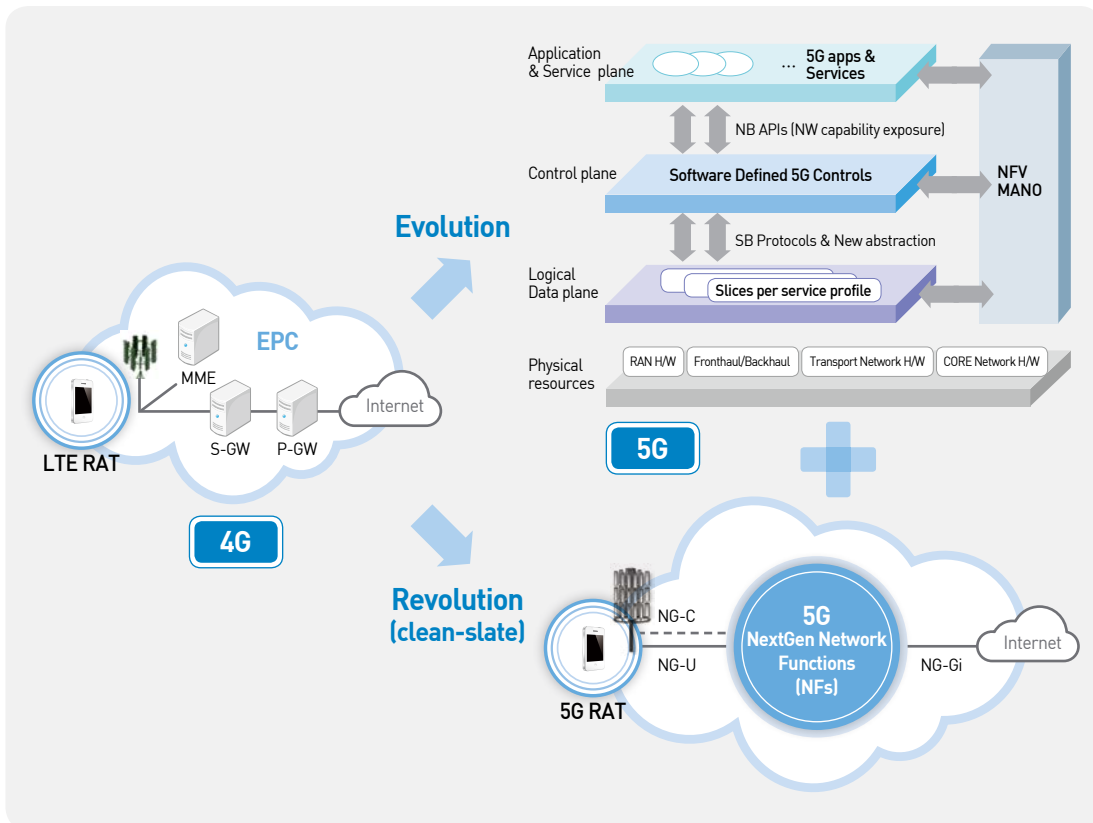 Application
& Service plane
...
5G apps &
Services
NB APIs (NW capability exposure)
Control plane
Software Defined 5G Controls
NFV
MANO
Evolution
SB Protocols & New abstraction
Logical
Data plane
Slices per service profile
Physical
resources
RAN H/W
Fronthaul/Backhaul
Transport Network H/W
CORE Network H/W
EPC
MME
Internet
S-GW
P-GW
LTE RAT
4G
5G
Revolution
(clean-slate)
NG-C
NG-U
5G
NextGen Network
Functions
(NFs)
NG-Gi
Internet
5G RAT